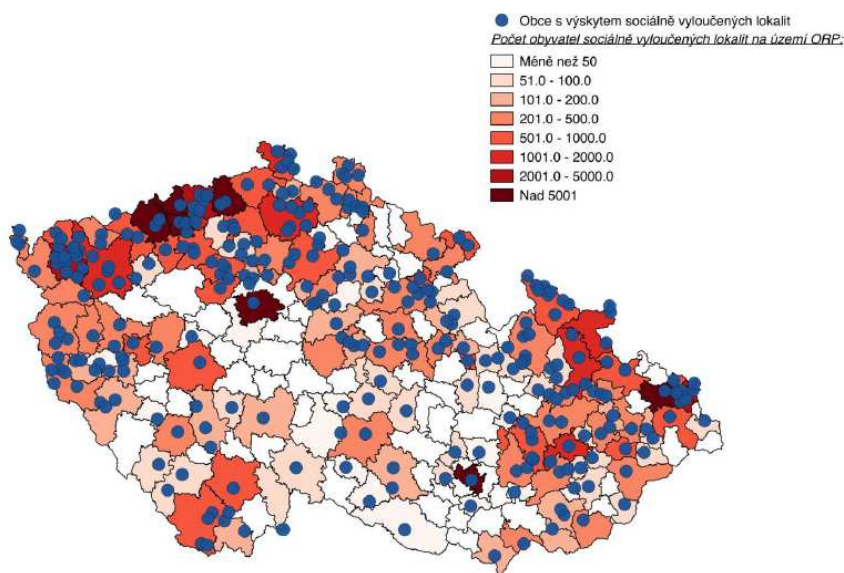 Obce s výskytem sociálně vyloučených lokalit
Počet obyvatel sociálně vyloučených lokalit na území ORP:
Méně než 50
51.0 - 100.0
101.0 - 200.0
201.0 - 500.0
501.0 - 1000.0
1001.0 - 2000.0
2001.0 - 5000.0
Nad 5001